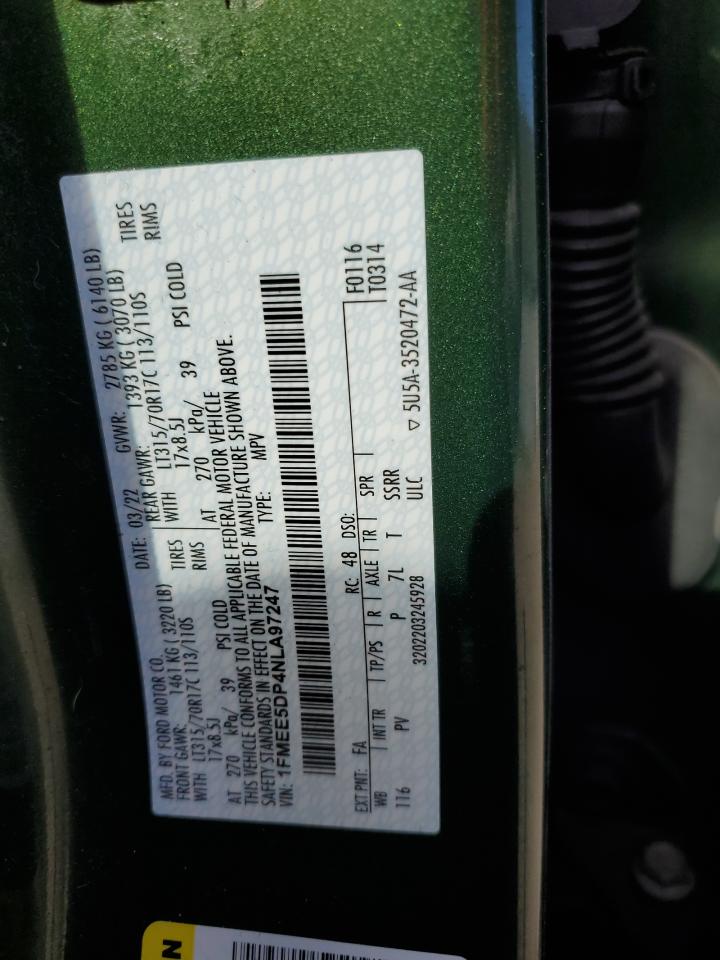 MFD. BY FORD MOTOR CO. DATE: 03/22 GVWR: 2785 KG ( 6140 LB)
FRONT GAWR: 1461 KG ( 3220 LB) REAR GAWR: 1393 KG ( 3070 LB)
WITH LT315/70R17C 113/110S TIRES WITH LT315/70R17C 113/110S TIRES
17x8.5J RIMS 17x8.5J RIMS
AT 270 kPa/ 39 PSI COLD AT 270 kPa/ 39 PSI COLD
THIS VEHICLE CONFORMS TO ALL APPLICABLE FEDERAL MOTOR VEHICLE
SAFETY STANDARDS IN EFFECT ON THE DATE OF MANUFACTURE SHOWN ABOVE.
VIN: 1FMEE5DP4NLA97247 TYPE: MPV
EXT PNT: FA RC: 48 DSO: F0116
WB INT TR TP/PS R AXLE TR SPR T0314
116 PV P 7L T SSRR
3202203245928 ULC ▽ 5U5A-3520472-AA
N